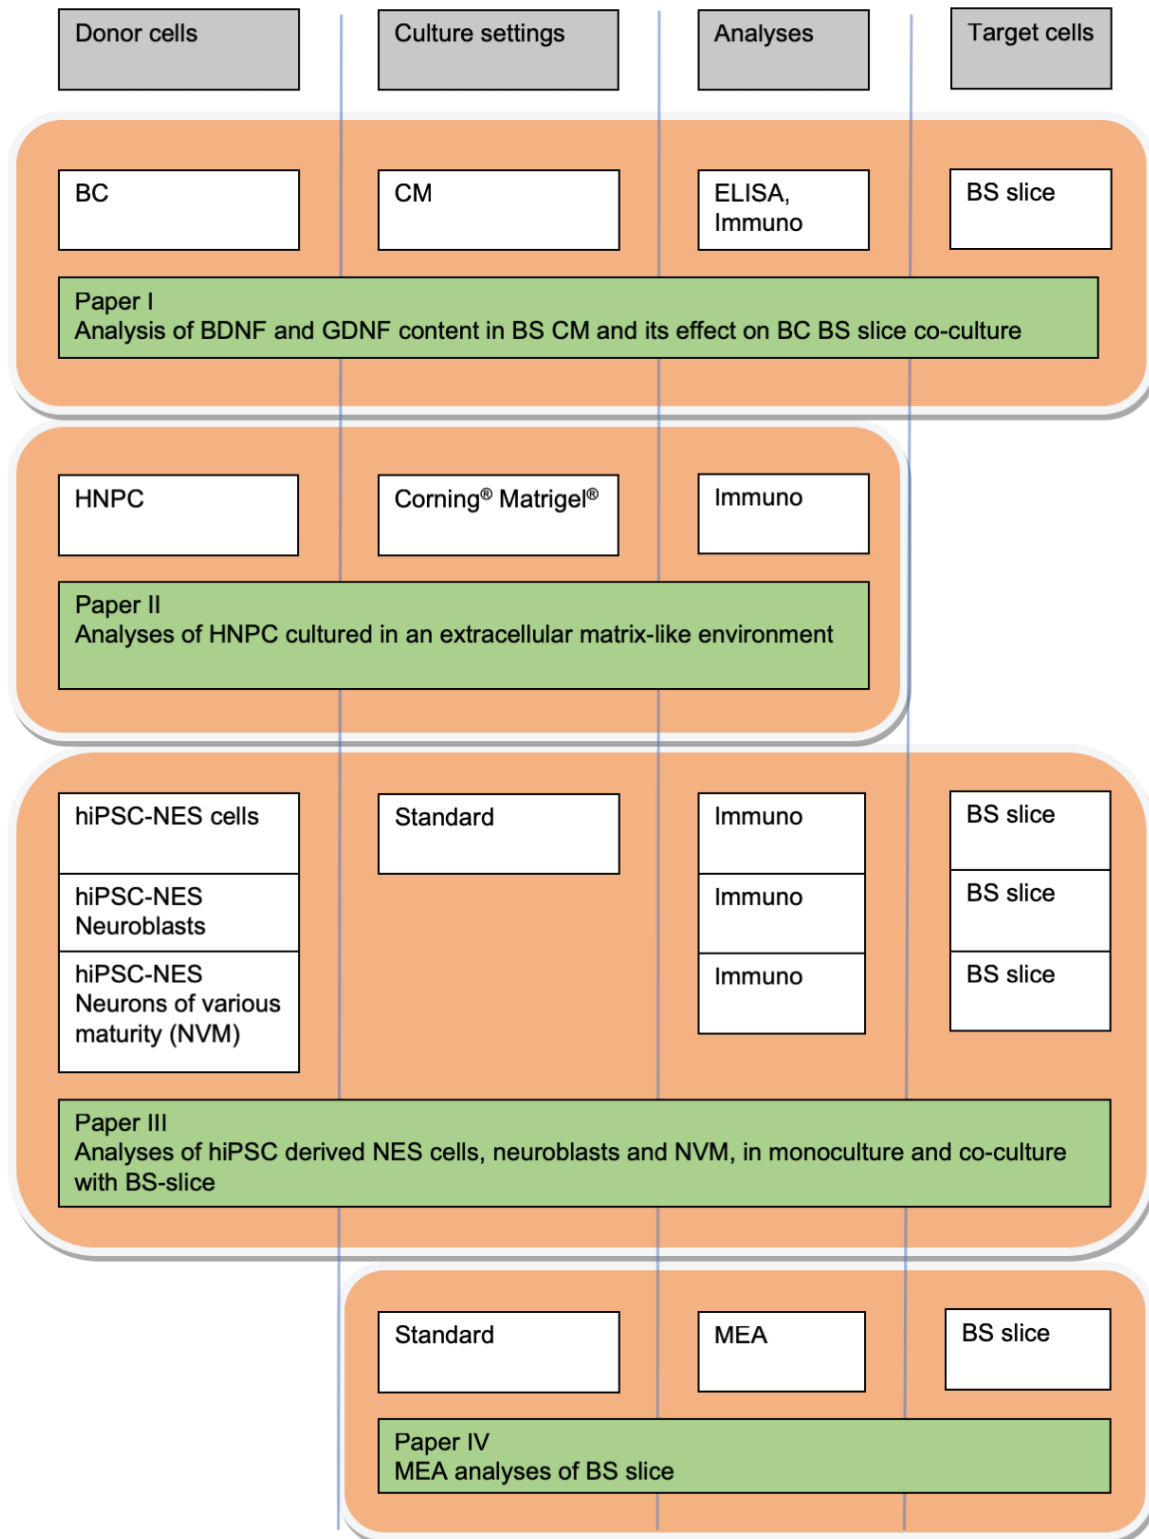 Donor cells
Culture settings
Analyses
Target cells
BC
CM
ELISA,
Immuno
BS slice
Paper I
Analysis of BDNF and GDNF content in BS CM and its effect on BC BS slice co-culture
HNPC
Corning® Matrigel®
Immuno
Paper II
Analyses of HNPC cultured in an extracellular matrix-like environment
hiPSC-NES cells
Standard
Immuno
BS slice
hiPSC-NES
Neuroblasts
Immuno
BS slice
hiPSC-NES
Neurons of various
maturity (NVM)
Immuno
BS slice
Paper III
Analyses of hiPSC derived NES cells, neuroblasts and NVM, in monoculture and co-culture
with BS-slice
Standard
MEA
BS slice
Paper IV
MEA analyses of BS slice